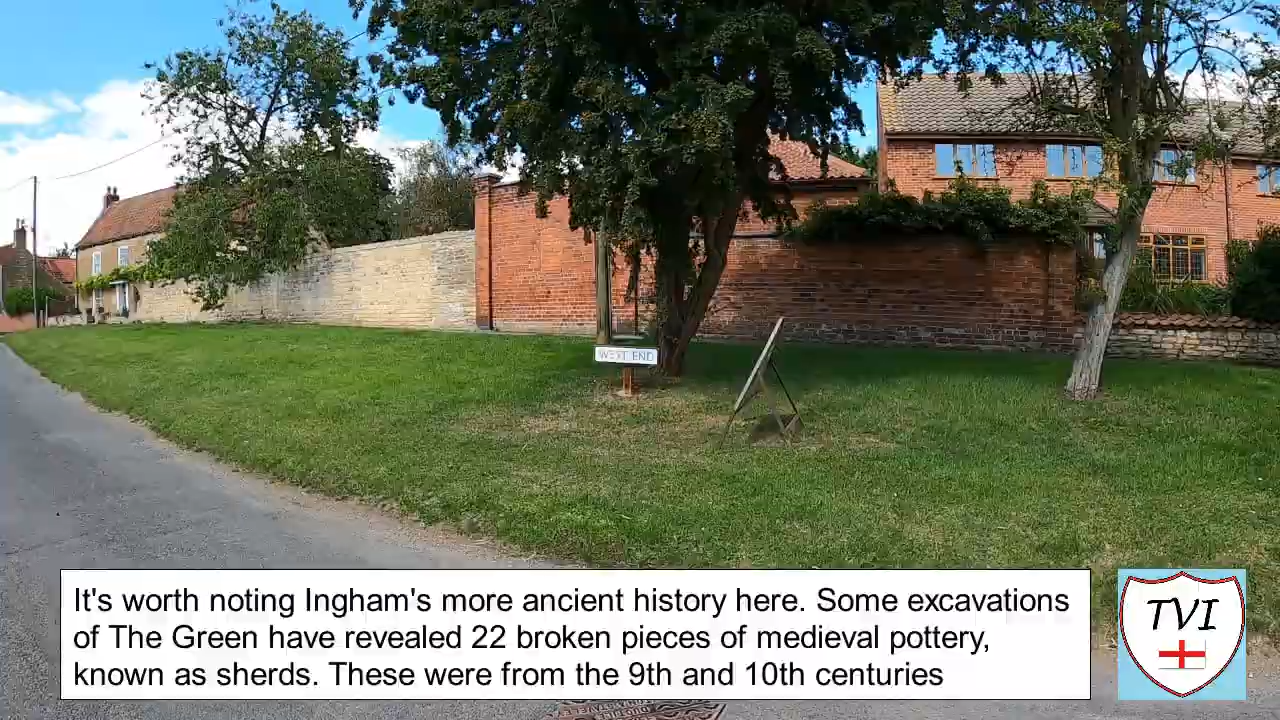 WEST END
It's worth noting Ingham's more ancient history here. Some excavations
of The Green have revealed 22 broken pieces of medieval pottery,
known as sherds. These were from the 9th and 10th centuries
TVI